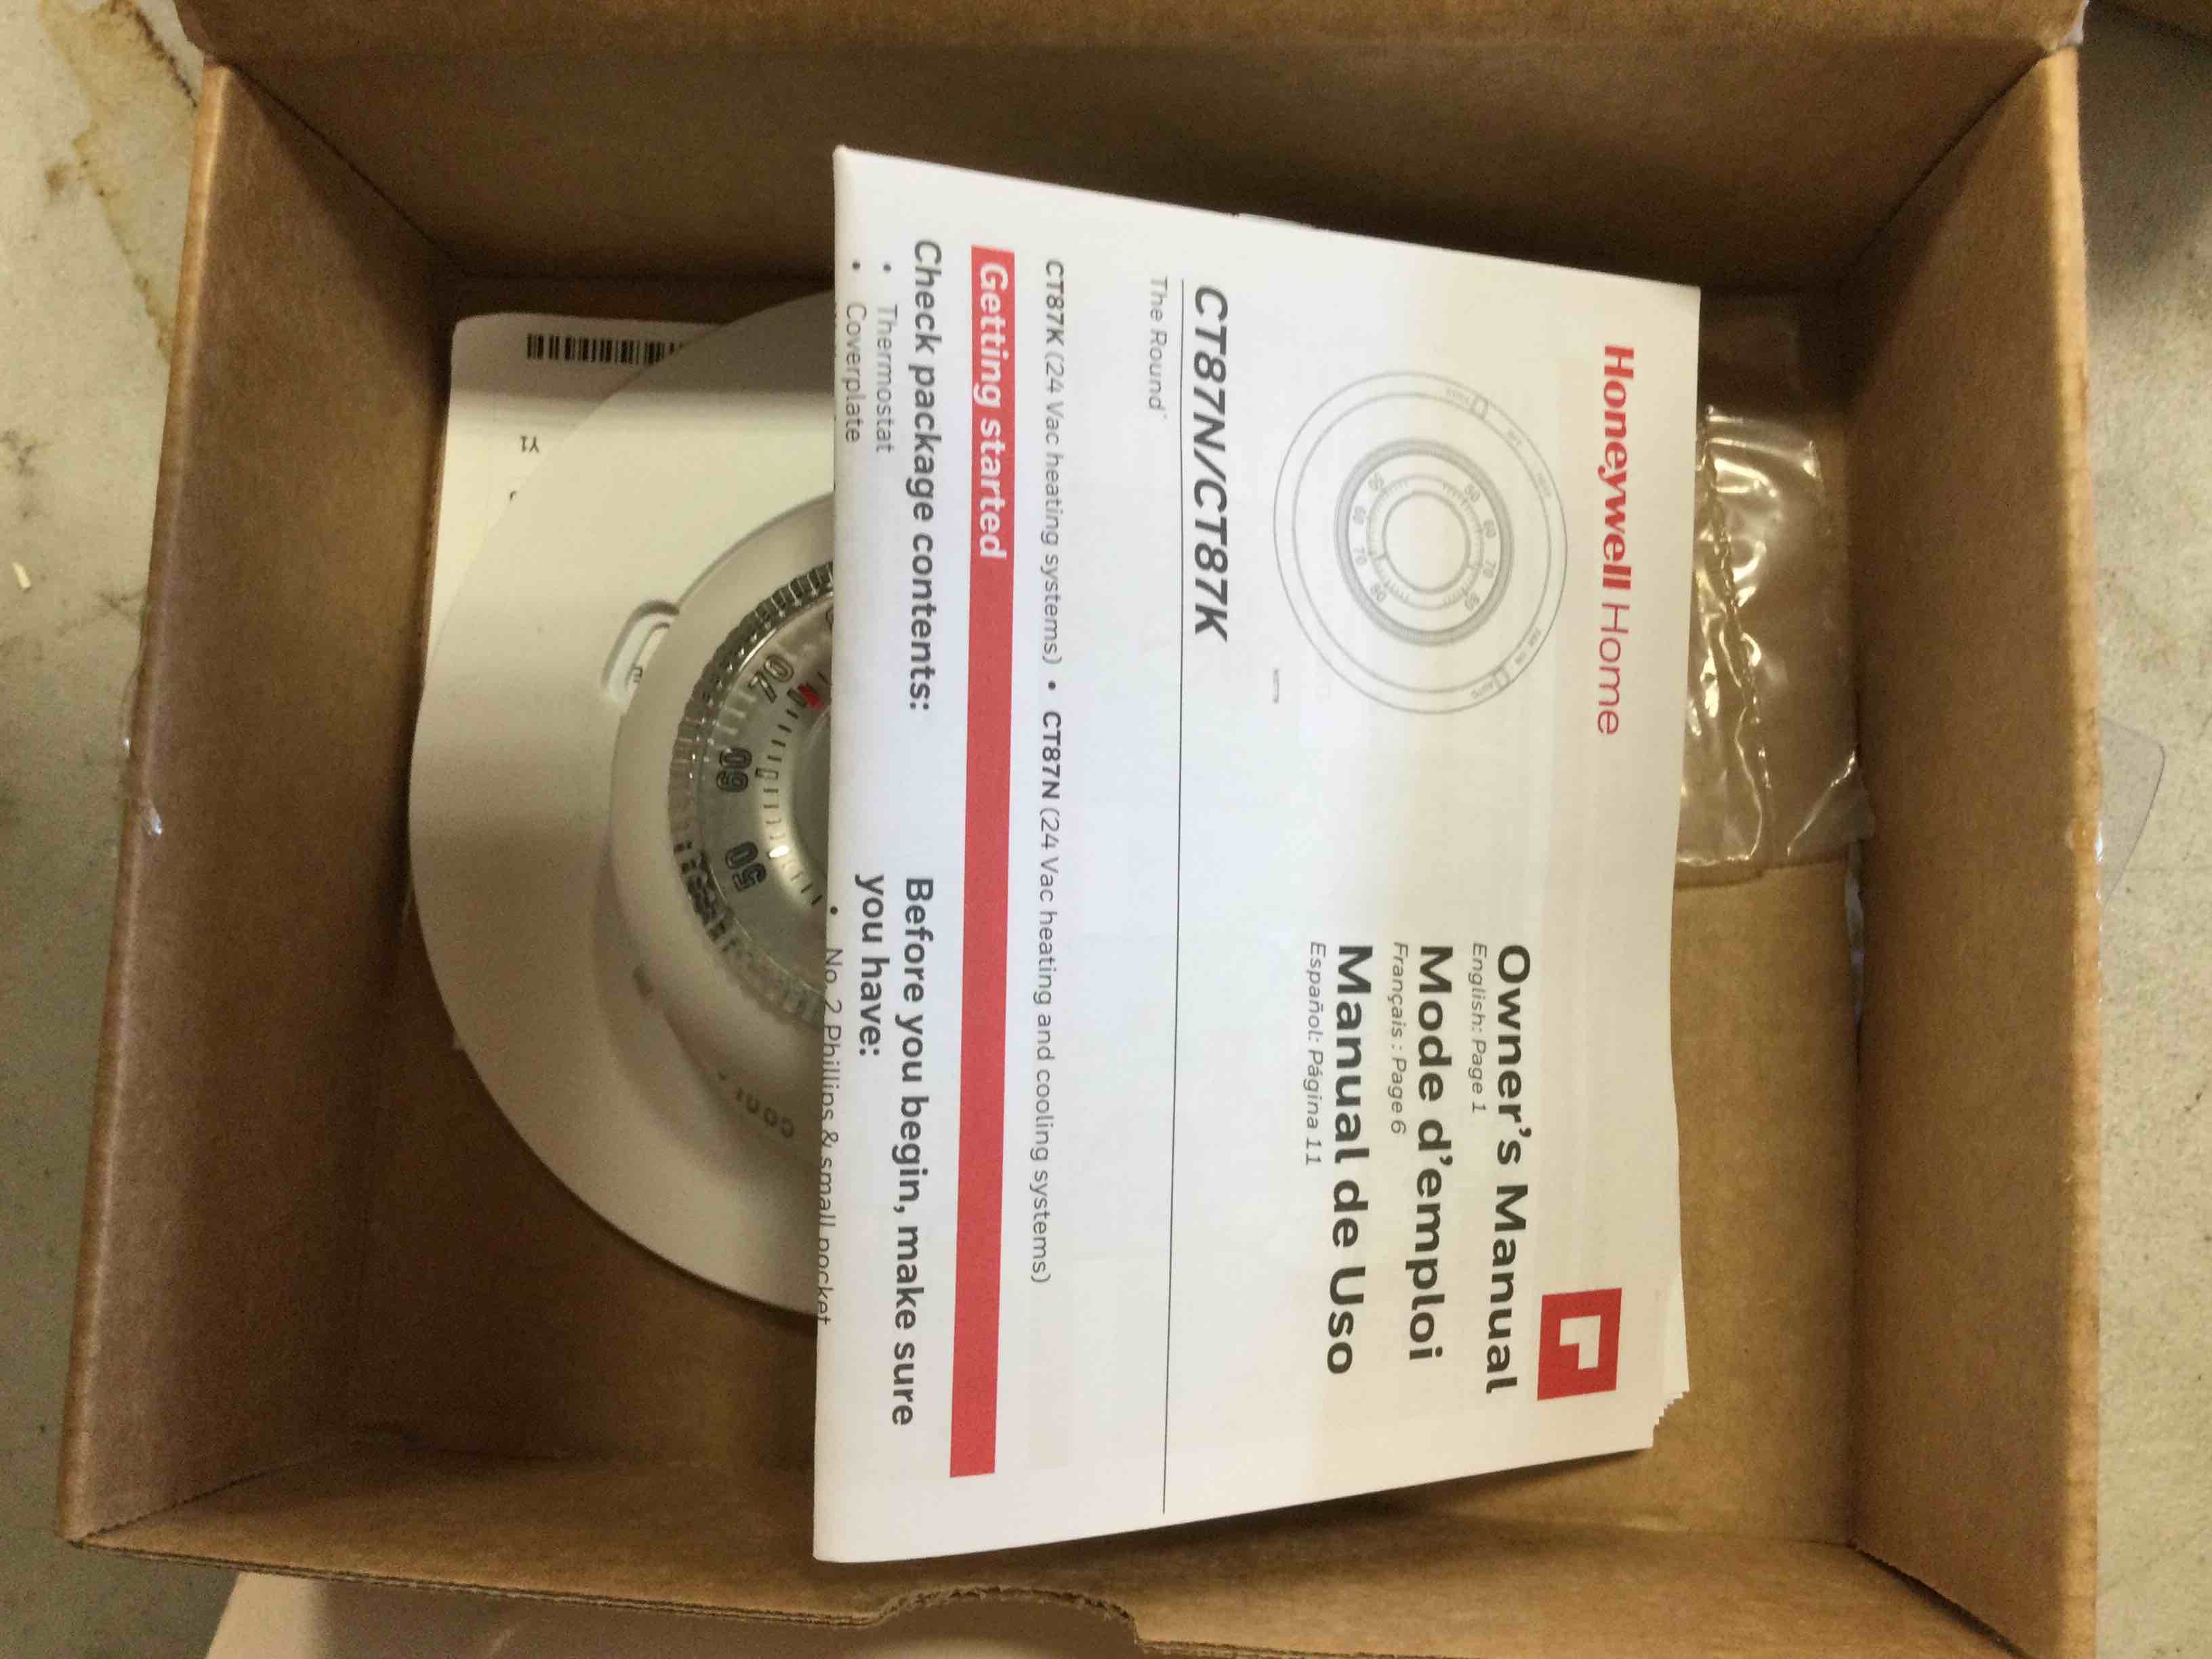 Honeywell Home
Owner's Manual
English: Page 1
Mode d'emploi
Français : Page 6
Manual de Uso
Español: Página 11
CT87N/CT87K
The Round
CT87K (24 Vac heating systems) • CT87N (24 Vac heating and cooling systems)
Getting started
Check package contents:
• Thermostat
• Coverplate
Before you begin, make sure
you have:
• No. 2 Phillips & small pocket
70
60
50